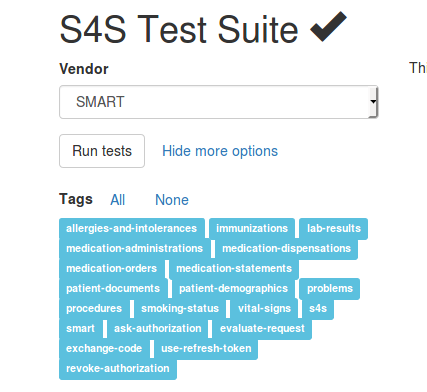 S4S Test Suite ✔
Vendor
Th
SMART
Run tests Hide more options
Tags All None
allergies-and-intolerances immunizations lab-results
medication-administrations medication-dispensations
medication-orders medication-statements
patient-documents patient-demographics problems
procedures smoking-status vital-signs s4s
smart ask-authorization evaluate-request
exchange-code use-refresh-token
revoke-authorization